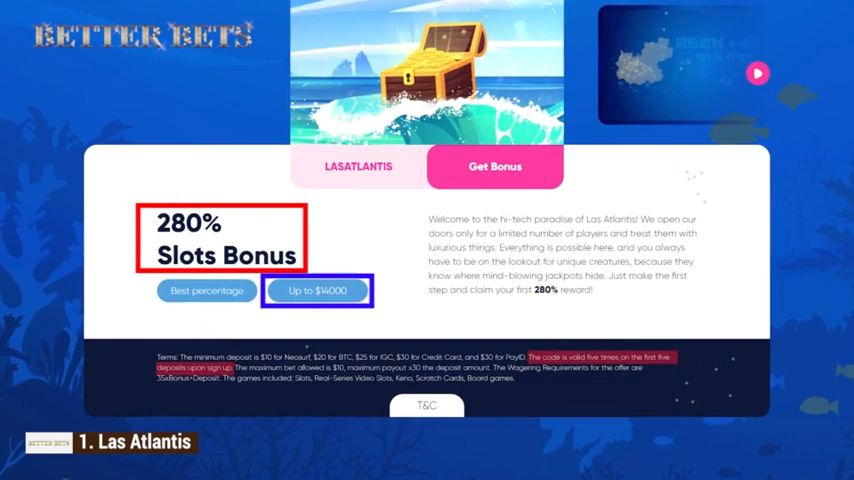 BETTER BETS
LASATLANTIS
Get Bonus
280%
Slots Bonus
Best percentage
Up to $14000
Welcome to the hi-tech paradise of Las Atlantis! We open our
doors only for a limited number of players and treat them with
luxurious things. Everything is possible here, and you always
have to be on the lookout for unique creatures, because they
know where mind-blowing jackpots hide. Just make the first
step and claim your first 280% reward!
Terms: The minimum deposit is $10 for Neosurf, $20 for BTC, $25 for IGC, $30 for Credit Card, and $30 for PayID. The code is valid five times on the first five
deposits upon sign up. The maximum bet allowed is $10, maximum payout x30 the deposit amount. The Wagering Requirements for the offer are
35xBonus+Deposit. The games included: Slots, Real-Series Video Slots, Keno, Scratch Cards, Board games.
T&C
BETTER BETS
1. Las Atlantis